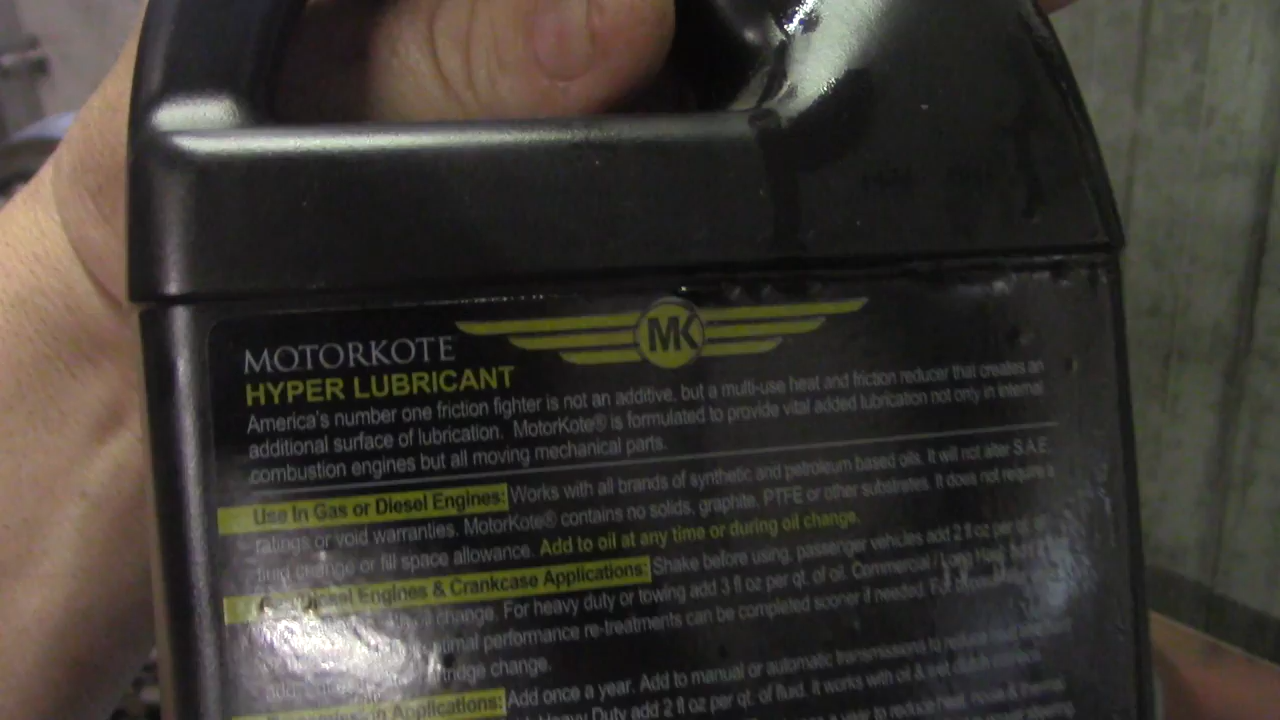 MK
MOTORKOTE™
HYPER LUBRICANT
America's number one friction fighter is not an additive, but a multi-use heat and friction reducer that creates an
additional surface of lubrication. MotorKote® is formulated to provide vital added lubrication not only in internal
combustion engines but all moving mechanical parts.
Use In Gas or Diesel Engines: Works with all brands of synthetic and petroleum based oils. It will not alter S.A.E.
ratings or void warranties. MotorKote® contains no solids, graphite, PTFE or other substrates. It does not require a
fluid change or fill space allowance. Add to oil at any time or during oil change.
Diesel Engines & Crankcase Applications: Shake before using, passenger vehicles add 2 fl oz per qt. of
change. For heavy duty or towing add 3 fl oz per qt. of oil. Commercial / Long Haul
performance re-treatments can be completed sooner if needed. For
add change.
Applications: Add once a year. Add to manual or automatic transmissions to reduce
Heavy Duty add 2 fl oz per qt. of fluid. It works with oil & wet clutch
to reduce heat, noise &